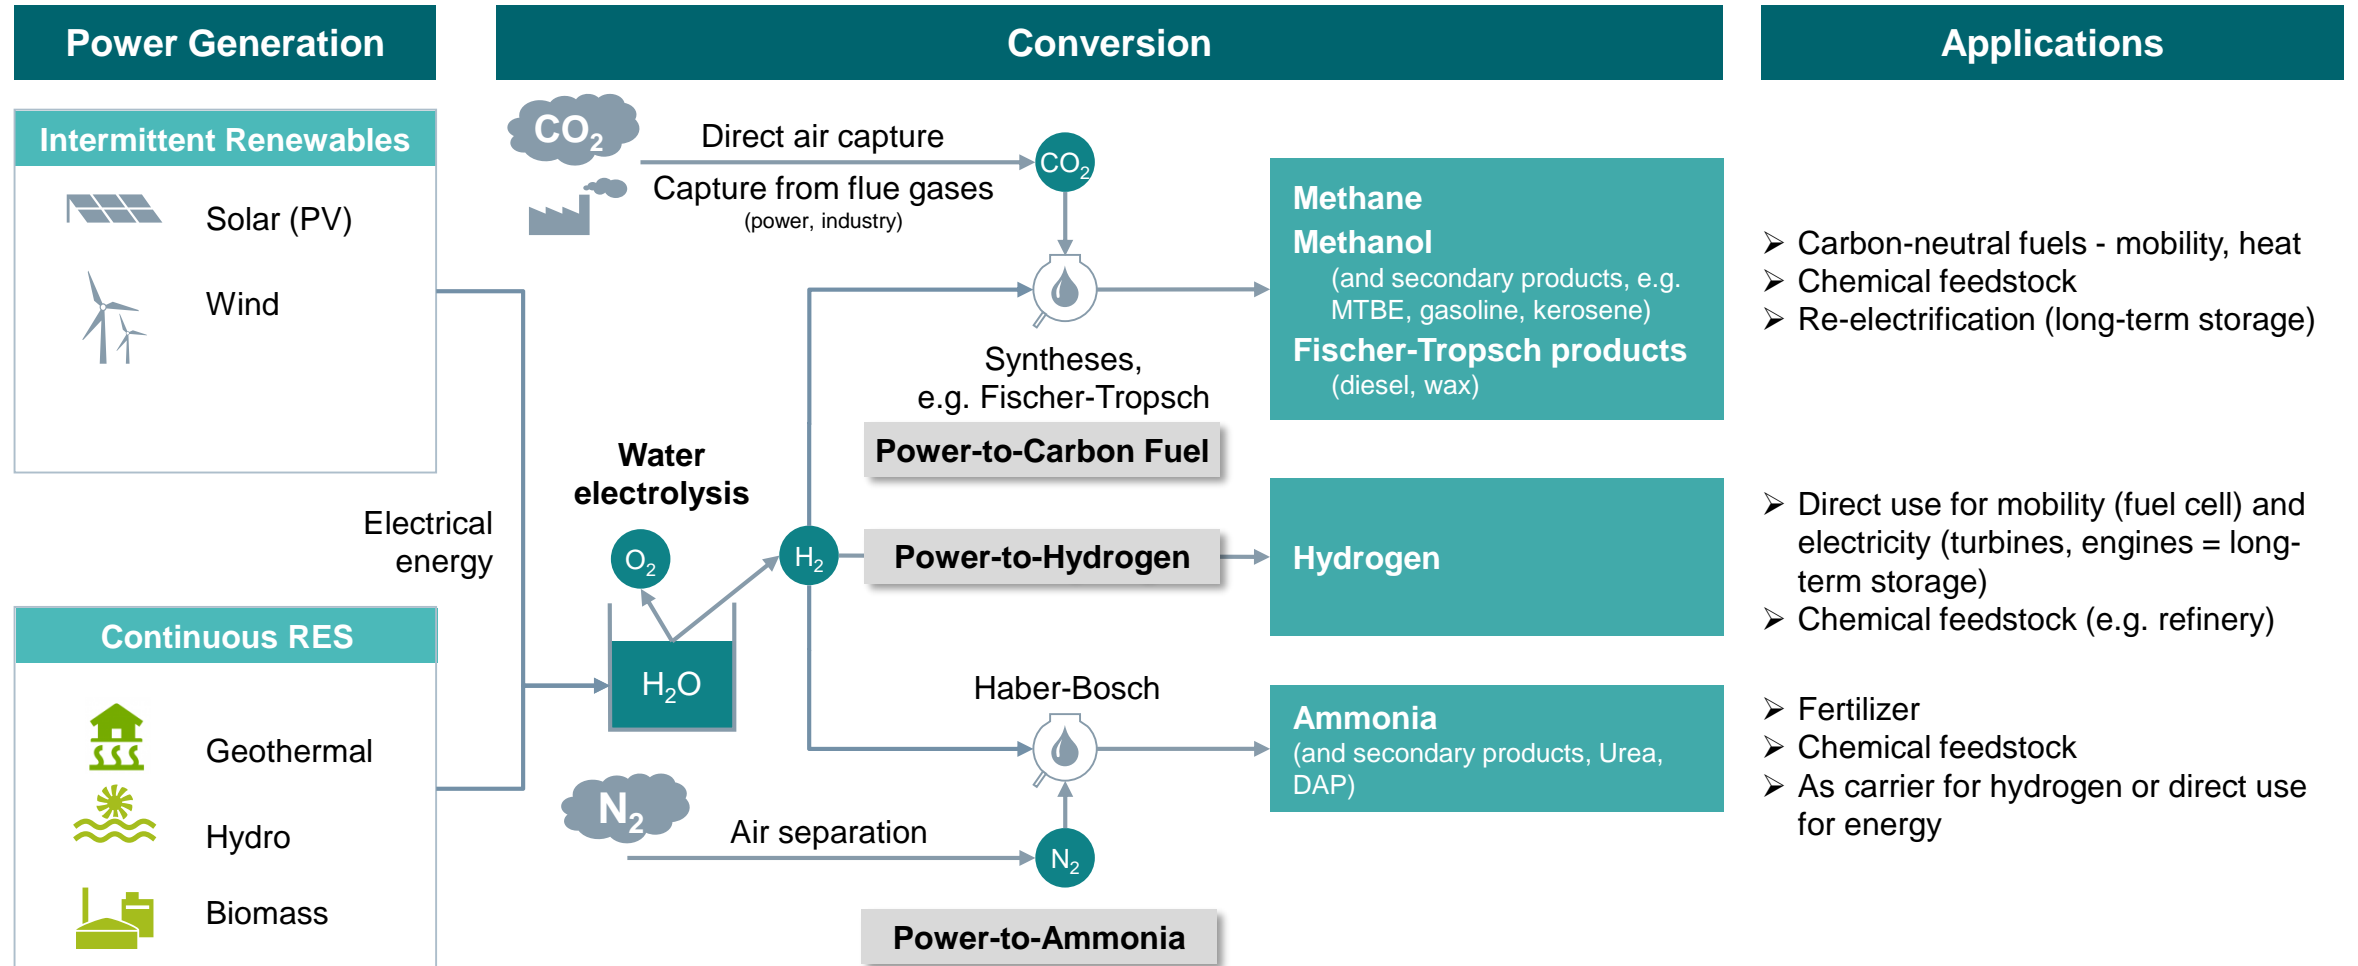 Power Generation
Conversion
Applications
Intermittent Renewables
Solar (PV)
Wind
Electrical
energy
Continuous RES
Geothermal
Hydro
Biomass
CO₂
Direct air capture
CO₂
Capture from flue gases
(power, industry)
Syntheses,
e.g. Fischer-Tropsch
Power-to-Carbon Fuel
Water
electrolysis
O₂
H₂
H₂O
Power-to-Hydrogen
Haber-Bosch
N₂
Air separation
N₂
Power-to-Ammonia
Methane
Methanol
(and secondary products, e.g.
MTBE, gasoline, kerosene)
Fischer-Tropsch products
(diesel, wax)
Hydrogen
Ammonia
(and secondary products, Urea,
DAP)
➢ Carbon-neutral fuels - mobility, heat
➢ Chemical feedstock
➢ Re-electrification (long-term storage)
➢ Direct use for mobility (fuel cell) and
electricity (turbines, engines = long-
term storage)
➢ Chemical feedstock (e.g. refinery)
➢ Fertilizer
➢ Chemical feedstock
➢ As carrier for hydrogen or direct use
for energy